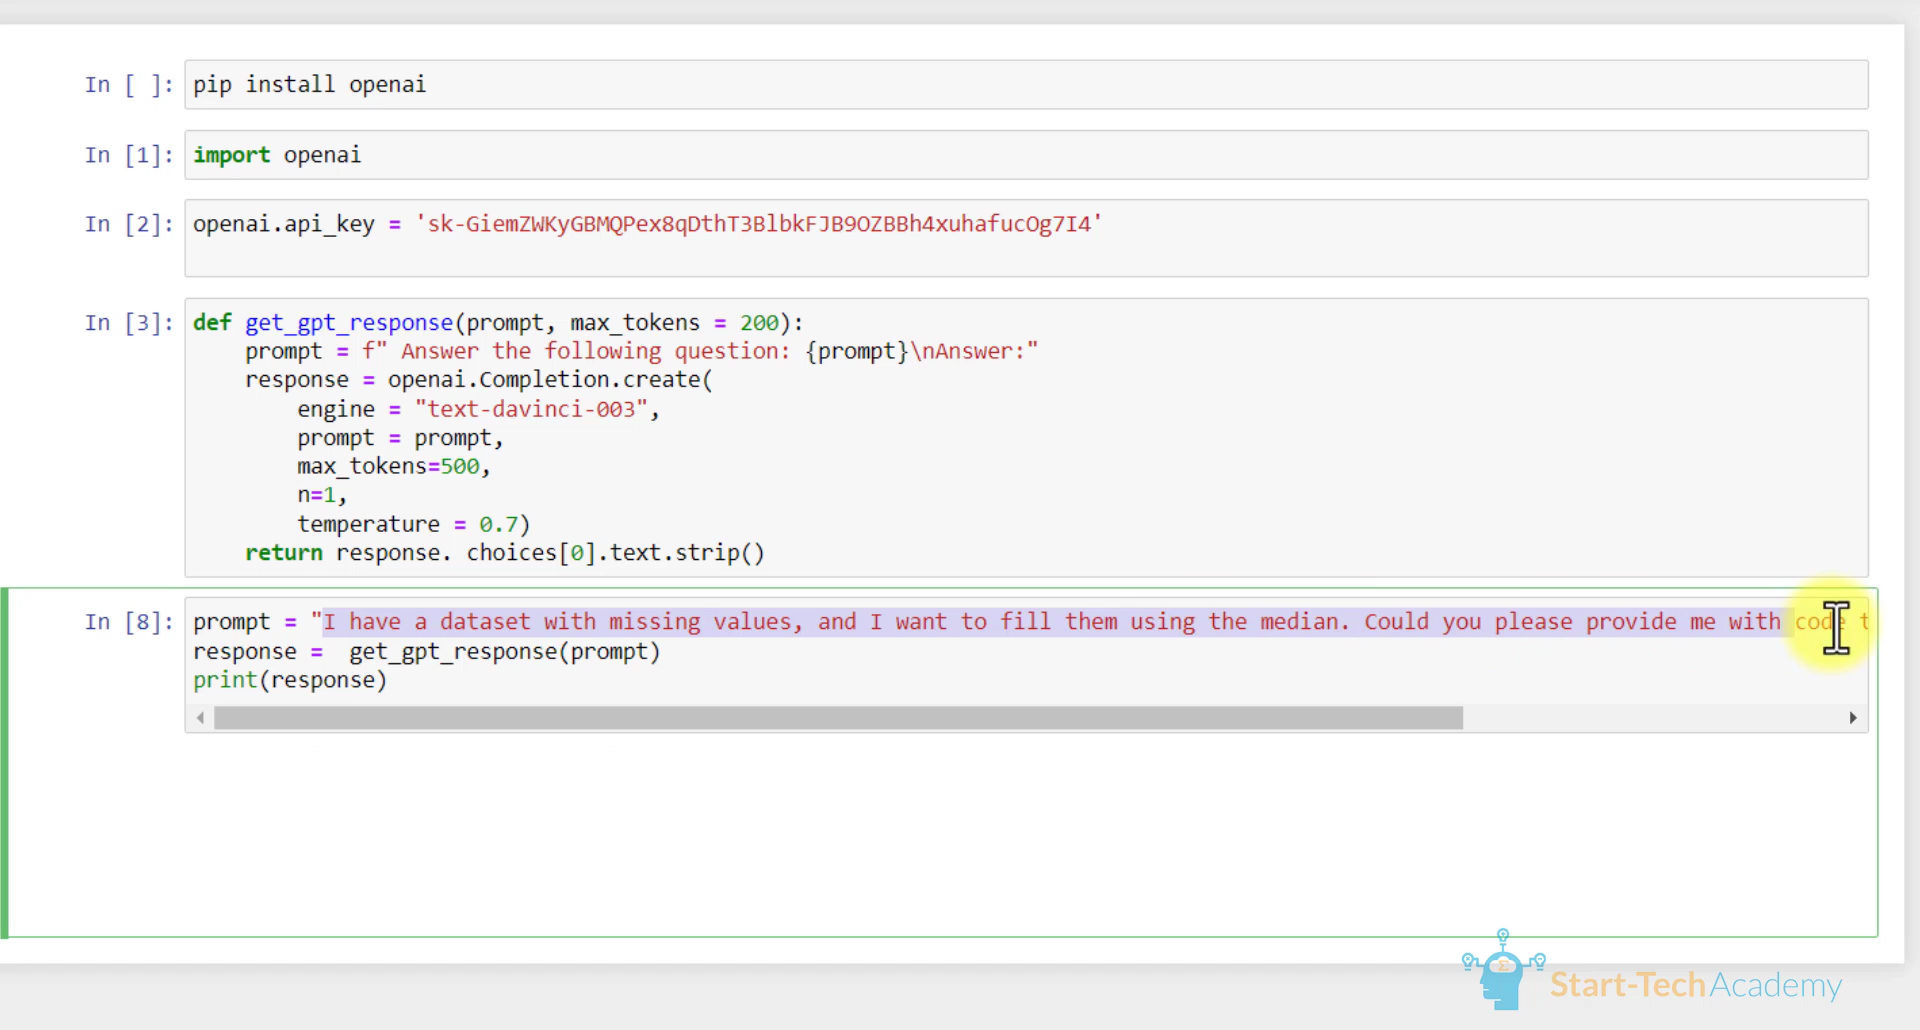 In [ ]: pip install openai
In [1]: import openai
In [2]: openai.api_key = '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'
In [3]: def get_gpt_response(prompt, max_tokens = 200):
prompt = f" Answer the following question: {prompt}\nAnswer:"
response = openai.Completion.create(
engine = "text-davinci-003",
prompt = prompt,
max_tokens=500,
n=1,
temperature = 0.7)
return response. choices[0].text.strip()
In [8]: prompt = "I have a dataset with missing values, and I want to fill them using the median. Could you please provide me with code t
response =  get_gpt_response(prompt)
print(response)
Start-Tech Academy